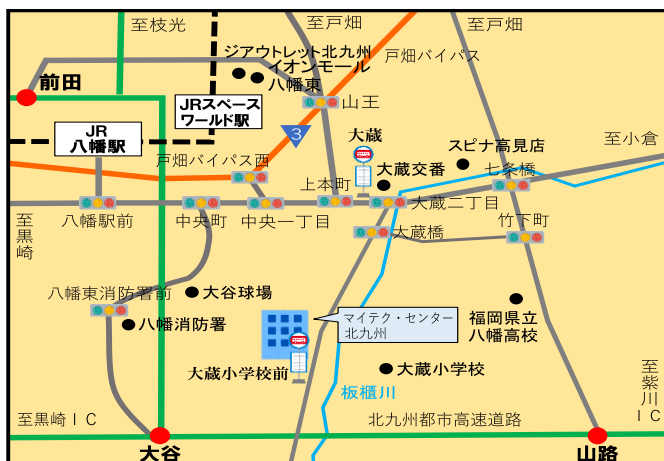 至枝光
至戸畑
至戸畑
戸畑バイパス
ジアウトレット北九州
イオンモール
八幡東
前田
JRスペース
ワールド駅
山王
3
JR
八幡駅
大蔵
スピナ高見店
至小倉
戸畑バイパス西
大蔵交番
七条橋
上本町
八幡駅前
中央町
中央一丁目
大蔵二丁目
竹下町
至黒崎
大蔵橋
八幡東消防署前
大谷球場
八幡消防署
マイテク・センター
北九州
福岡県立
八幡高校
大蔵小学校前
大蔵小学校
板櫃川
至紫川IC
至黒崎IC
北九州都市高速道路
大谷
山路